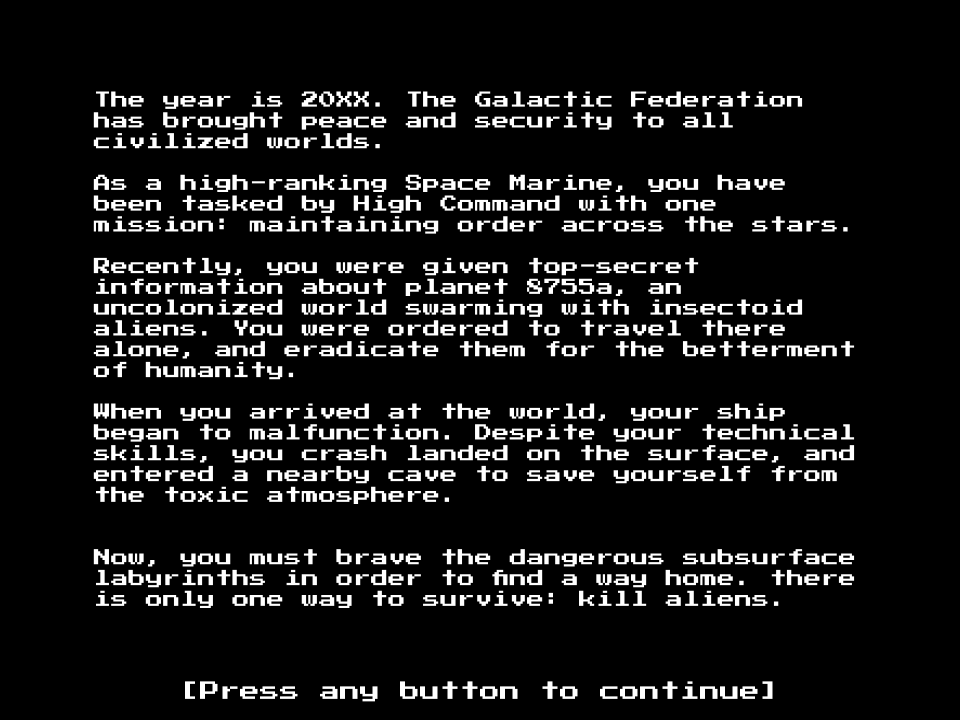 The year is 20XX. The Galactic Federation
has brought peace and security to all
civilized worlds.
As a high-ranking Space Marine, you have
been tasked by High Command with one
mission: maintaining order across the stars.
Recently, you were given top-secret
information about planet 8755a, an
uncolonized world swarming with insectoid
aliens. You were ordered to travel there
alone, and eradicate them for the betterment
of humanity.
When you arrived at the world, your ship
began to malfunction. Despite your technical
skills, you crash landed on the surface, and
entered a nearby cave to save yourself from
the toxic atmosphere.
Now, you must brave the dangerous subsurface
labyrinths in order to find a way home. there
is only one way to survive: kill aliens.
[Press any button to continue]